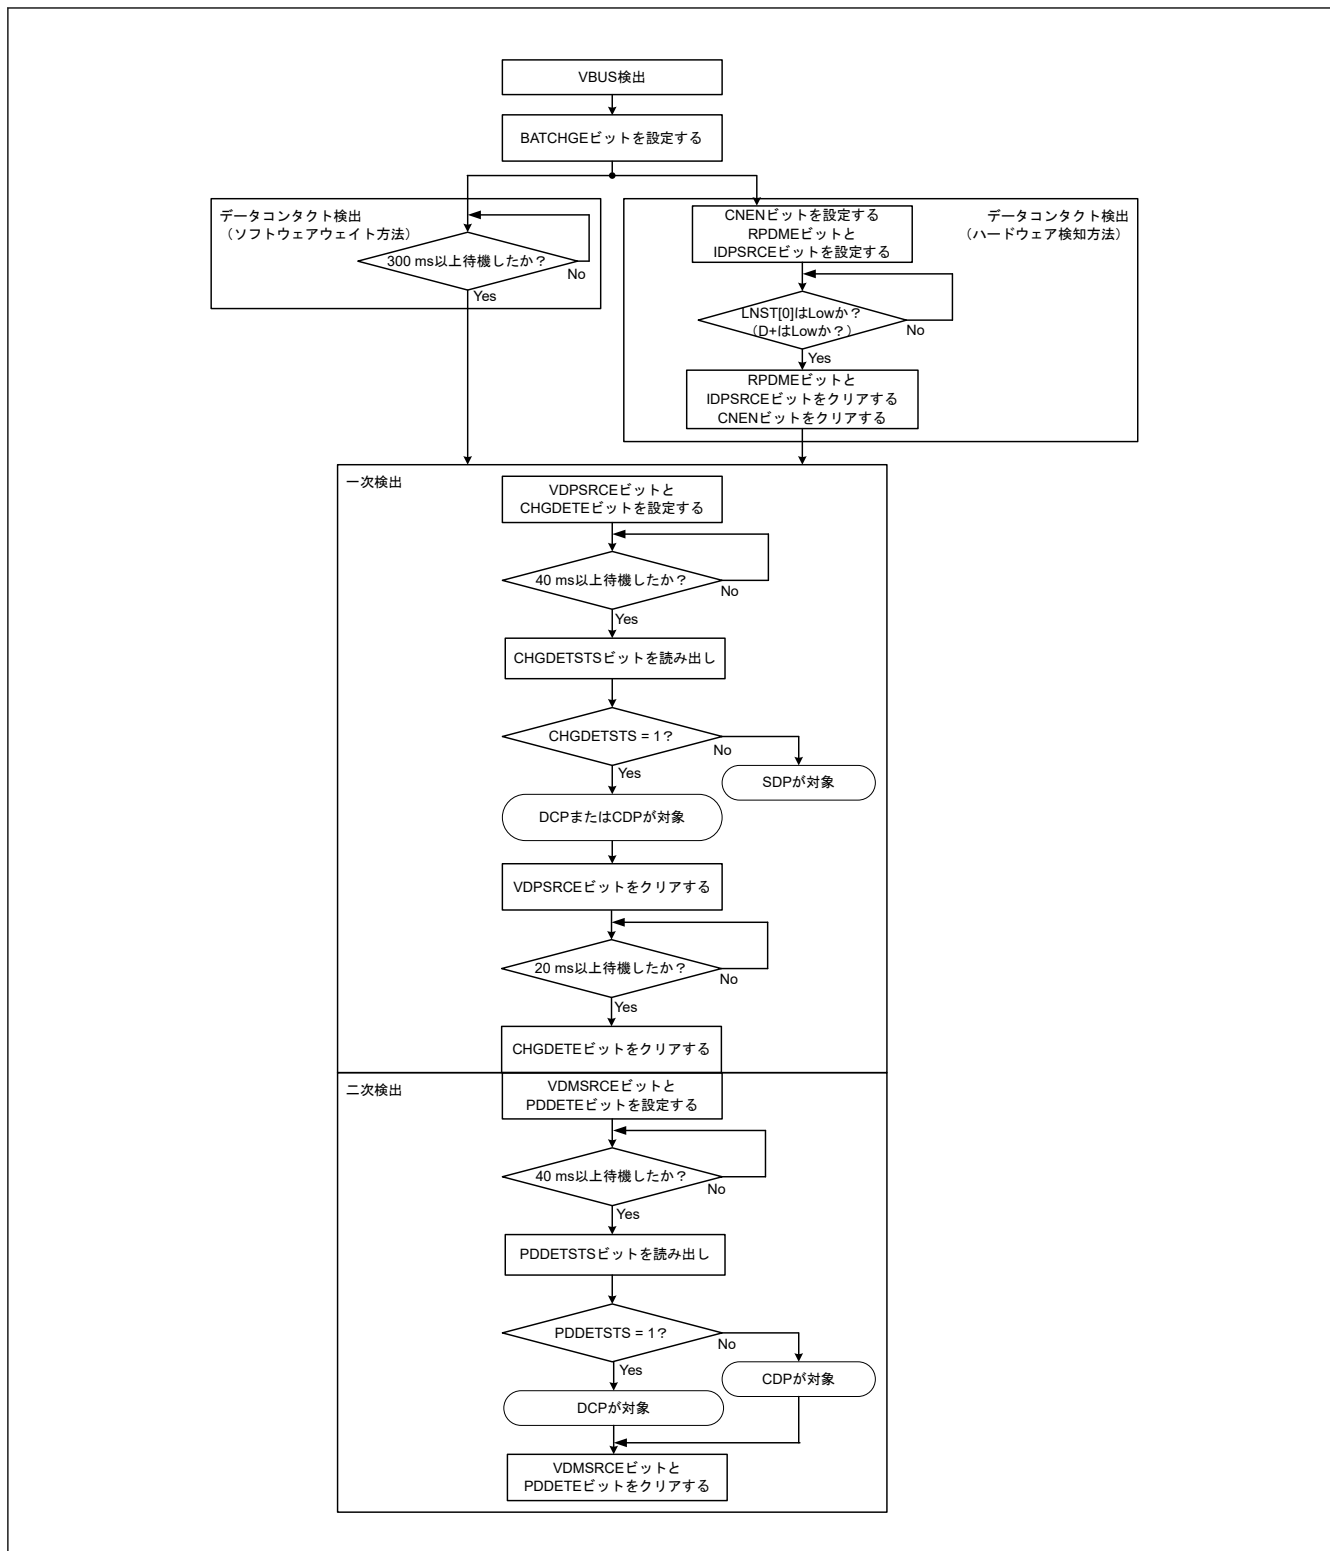 VBUS検出
BATCHGEビットを設定する
データコンタクト検出
（ソフトウェアウェイト方法）
300 ms以上待機したか？
No
Yes
データコンタクト検出
（ハードウェア検知方法）
CNENビットを設定する
RPDMEビットと
IDPSRCEビットを設定する
LNST[0]はLowか？
（D+はLowか？）
No
Yes
RPDMEビットと
IDPSRCEビットをクリアする
CNENビットをクリアする
一次検出
VDPSRCEビットと
CHGDETEビットを設定する
40 ms以上待機したか？
No
Yes
CHGDETSTSビットを読み出し
CHGDETSTS = 1？
No
Yes
SDPが対象
DCPまたはCDPが対象
VDPSRCEビットをクリアする
20 ms以上待機したか？
No
Yes
CHGDETEビットをクリアする
二次検出
VDMSRCEビットと
PDDETEビットを設定する
40 ms以上待機したか？
No
Yes
PDDETSTSビットを読み出し
PDDETSTS = 1？
No
Yes
CDPが対象
DCPが対象
VDMSRCEビットと
PDDETEビットをクリアする